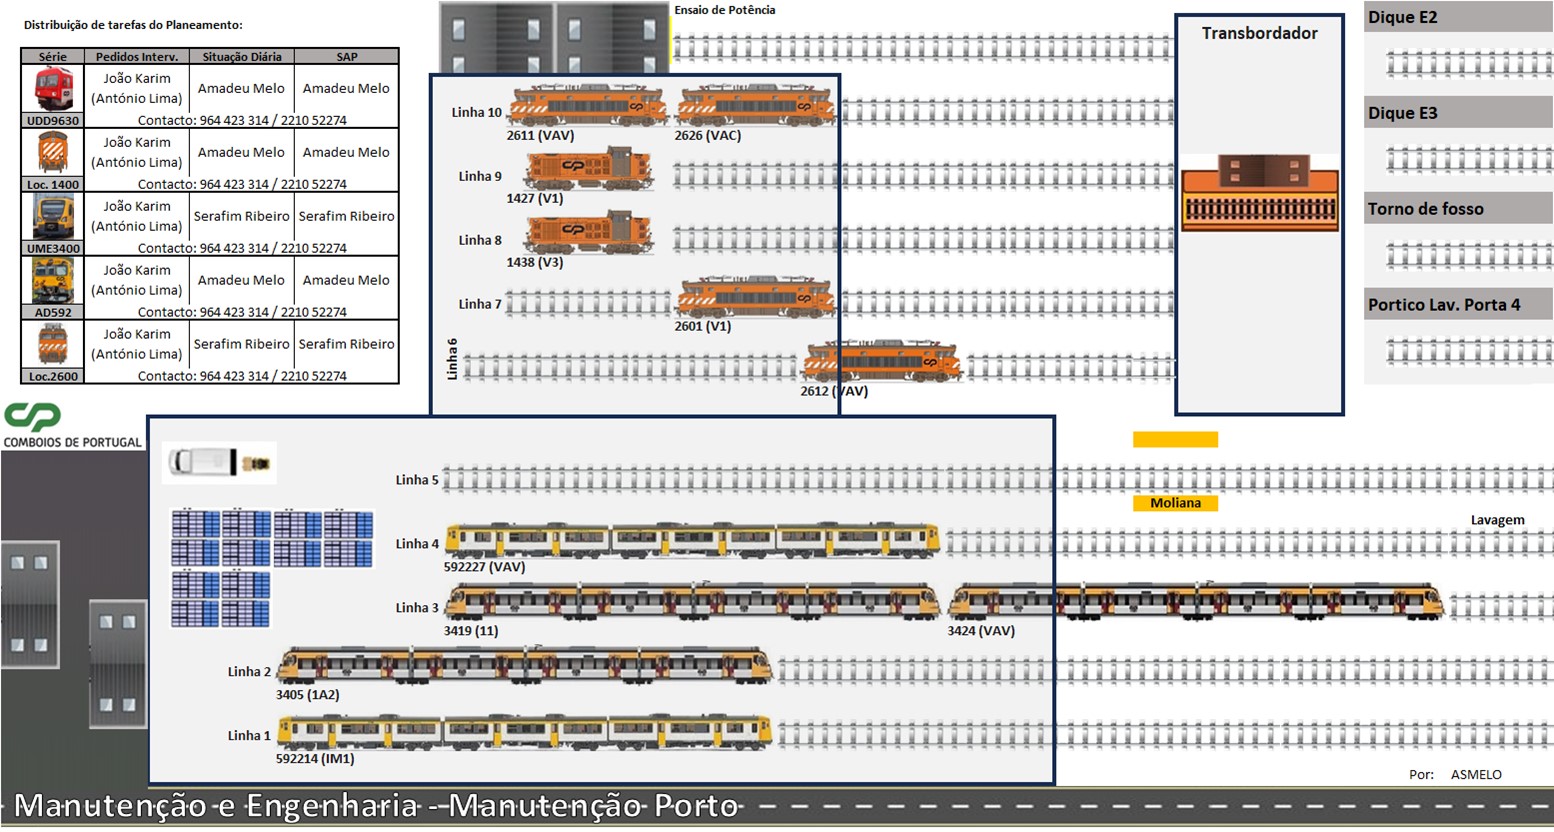 Distribuição de tarefas do Planeamento:
Série Pedidos Interv. Situação Diária SAP
João Karim
(António Lima) Amadeu Melo Amadeu Melo
UDD9630 Contacto: 964 423 314 / 2210 52274
João Karim
(António Lima) Amadeu Melo Amadeu Melo
Loc. 1400 Contacto: 964 423 314 / 2210 52274
João Karim
(António Lima) Serafim Ribeiro Serafim Ribeiro
UME3400 Contacto: 964 423 314 / 2210 52274
João Karim
(António Lima) Amadeu Melo Amadeu Melo
AD592 Contacto: 964 423 314 / 2210 52274
João Karim
(António Lima) Serafim Ribeiro Serafim Ribeiro
Loc.2600 Contacto: 964 423 314 / 2210 52274
CP
COMBOIOS DE PORTUGAL
Ensaio de Potência
Linha 10
2611 (VAV) 2626 (VAC)
Linha 9
1427 (V1)
Linha 8
1438 (V3)
Linha 7
2601 (V1)
Linha 6
2612 (VAV)
Transbordador
Dique E2
Dique E3
Torno de fosso
Portico Lav. Porta 4
Linha 5
Moliana
Lavagem
Linha 4
592227 (VAV)
Linha 3
3419 (11) 3424 (VAV)
Linha 2
3405 (1A2)
Linha 1
592214 (IM1)
Por: ASMELO
Manutenção e Engenharia - Manutenção Porto